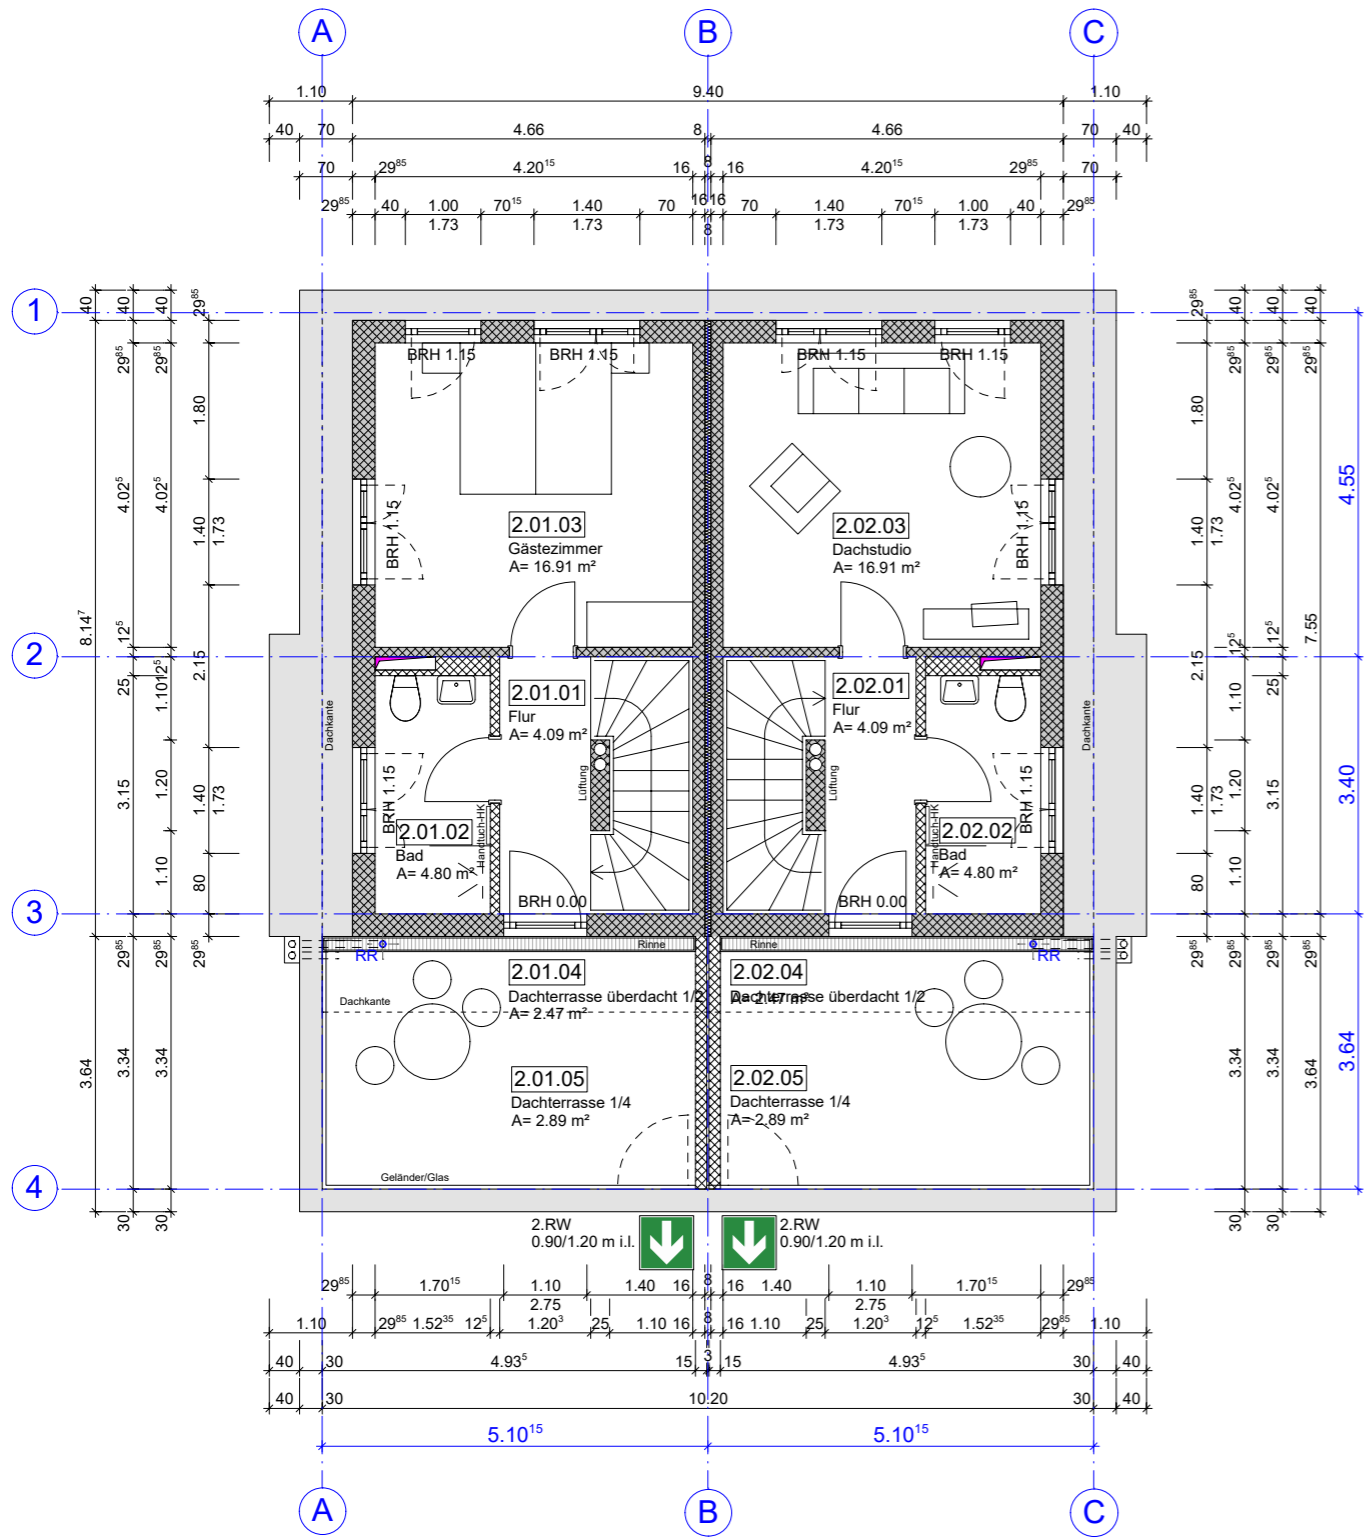 A B C
1.10 9.40 1.10
40 70 4.66 8 4.66 70 40
8
70 29⁸⁵ 4.20¹⁵ 16 16 4.20¹⁵ 29⁸⁵ 70
29⁸⁵ 40 1.00 70¹⁵ 1.40 70 16 16 70 1.40 70¹⁵ 1.00 40 29⁸⁵
1.73 1.73 8 1.73 1.73
1
40 40 40 29⁸⁵
29⁸⁵ 40 40 40
29⁸⁵ 29⁸⁵
29⁸⁵ 29⁸⁵ 29⁸⁵
BRH 1.15 BRH 1.15 BRH 1.15 BRH 1.15
1.80
1.80
4.02⁵ 4.02⁵
4.02⁵ 4.02⁵
4.55
1.40 1.73
1.40 1.73
BRH 1.15
BRH 1.15
2.01.03
Gästezimmer
A= 16.91 m²
2.02.03
Dachstudio
A= 16.91 m²
8.14⁷
12⁵
12⁵ 12⁵
7.55
2
25 1.10 12⁵ 2.15
2.15 1.10 25
Dachkante
Dachkante
2.01.01
Flur
A= 4.09 m²
2.02.01
Flur
A= 4.09 m²
Lüftung
Lüftung
3.15 1.20 1.40 1.73
1.40 1.73 1.20 3.15
3.40
BRH 1.15
BRH 1.15
2.01.02
Bad
A= 4.80 m²
Handtuch-HK
2.02.02
Bad
A= 4.80 m²
Handtuch-HK
1.10 80
80 1.10
BRH 0.00 BRH 0.00
3
29⁸⁵ 29⁸⁵ 29⁸⁵
29⁸⁵ 29⁸⁵ 29⁸⁵ 29⁸⁵
RR Rinne Rinne RR
2.01.04
Dachterrasse überdacht 1/2
A= 2.47 m²
2.02.04
Dachterrasse überdacht 1/2
A= 2.47 m²
Dachkante
3.64 3.34 3.34
3.34 3.34 3.64
3.64
2.01.05
Dachterrasse 1/4
A= 2.89 m²
2.02.05
Dachterrasse 1/4
A= 2.89 m²
Geländer/Glas
4
30 30
30 30
2.RW
0.90/1.20 m i.l.
2.RW
0.90/1.20 m i.l.
29⁸⁵ 1.70¹⁵ 1.10 1.40 16 8 16 1.40 1.10 1.70¹⁵ 29⁸⁵
2.75 2.75
1.10 29⁸⁵ 1.52³⁵ 12⁵ 1.20³ 25 1.10 16 8 16 1.10 25 1.20³ 12⁵ 1.52³⁵ 29⁸⁵ 1.10
40 30 4.93⁵ 15 3 15 4.93⁵ 30 40
40 30 10.20 30 40
5.10¹⁵ 5.10¹⁵
A B C